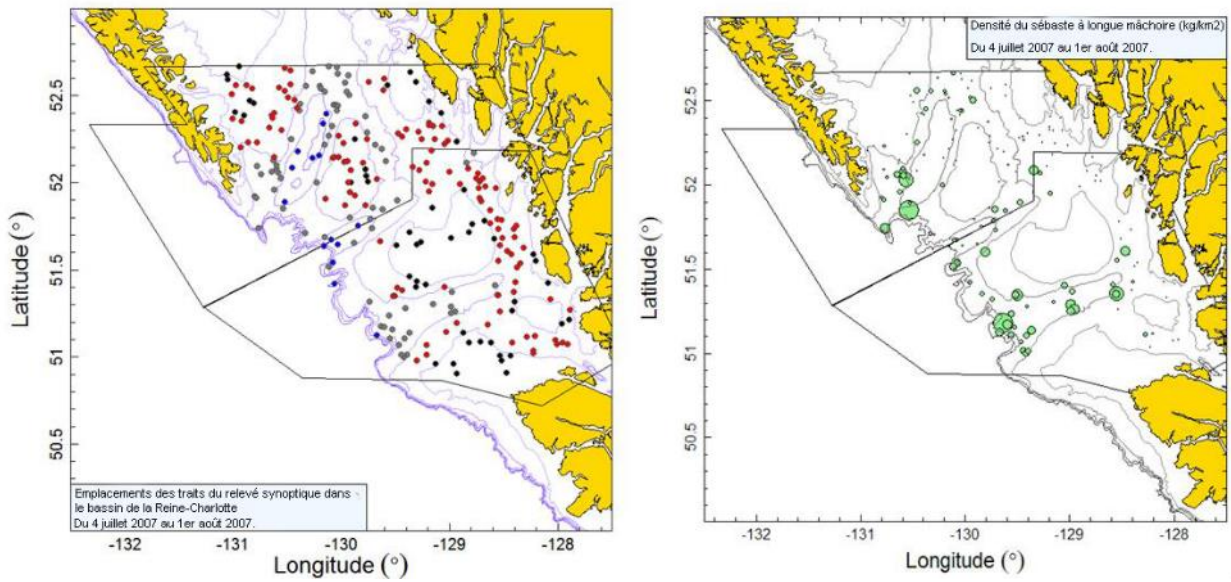 Latitude (°)
52.5
52
51.5
51
50.5
Emplacements des traits du relevé synoptique dans
le bassin de la Reine-Charlotte
Du 4 juillet 2007 au 1er août 2007.
-132
-131
-130
-129
-128
Longitude (°)
Densité du sébaste à longue mâchoire (kg/km2)
Du 4 juillet 2007 au 1er août 2007.
Latitude (°)
52.5
52
51.5
51
50.5
-132
-131
-130
-129
-128
Longitude (°)